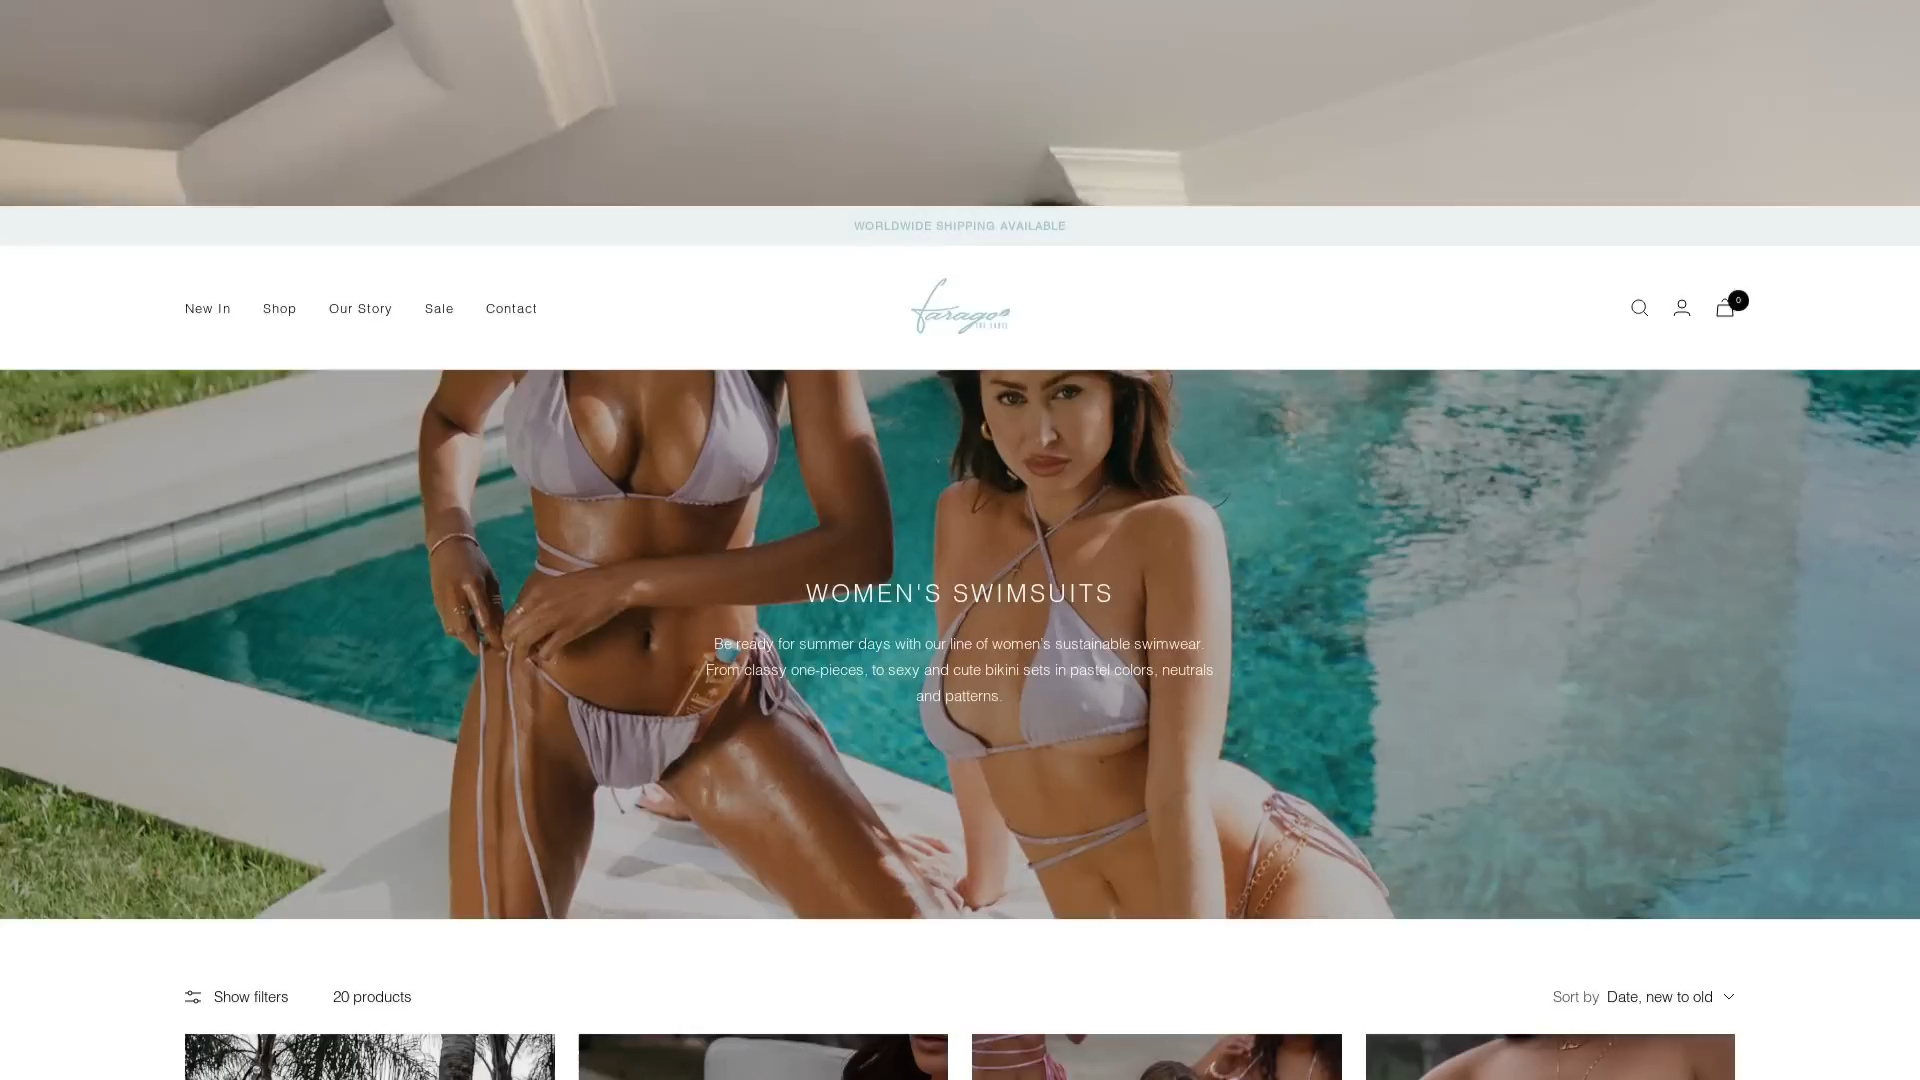 WORLDWIDE SHIPPING AVAILABLE
New In Shop Our Story Sale Contact
farago
THE LABEL
0
WOMEN'S SWIMSUITS
Be ready for summer days with our line of women's sustainable swimwear.
From classy one-pieces, to sexy and cute bikini sets in pastel colors, neutrals
and patterns.
Show filters 20 products
Sort by Date, new to old